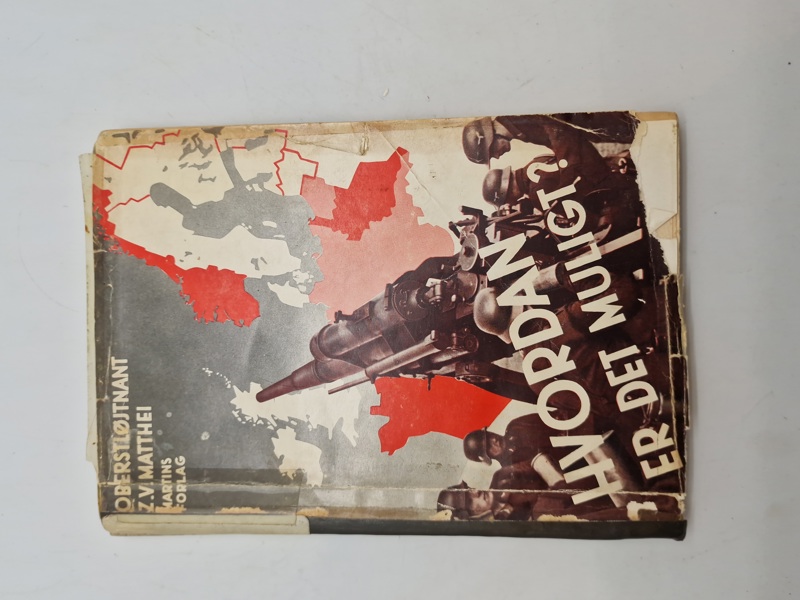 OBERSTLØJTNANT
Z.V. MATTHEI
MARTINS
FORLAG
HVORDAN
ER DET MULIGT?